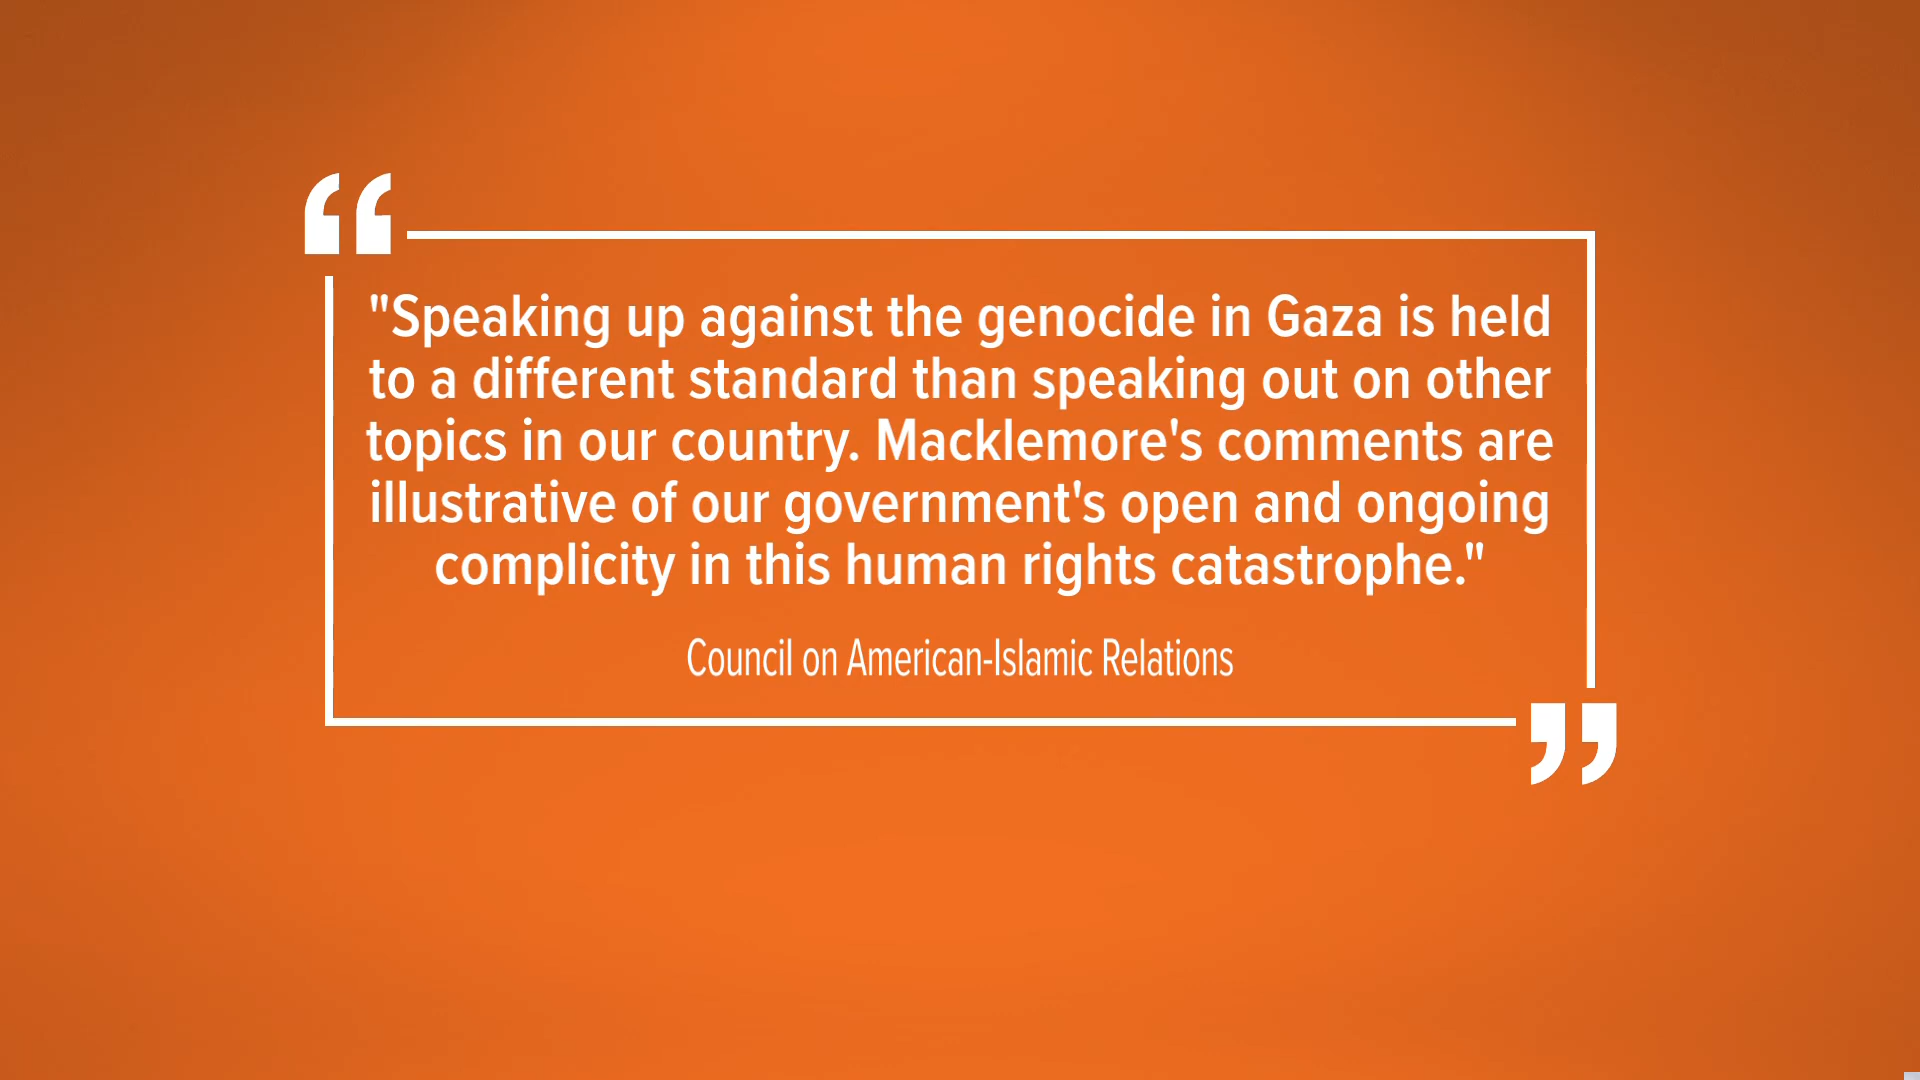 "Speaking up against the genocide in Gaza is held
to a different standard than speaking out on other
topics in our country. Macklemore's comments are
illustrative of our government's open and ongoing
complicity in this human rights catastrophe."
Council on American-Islamic Relations